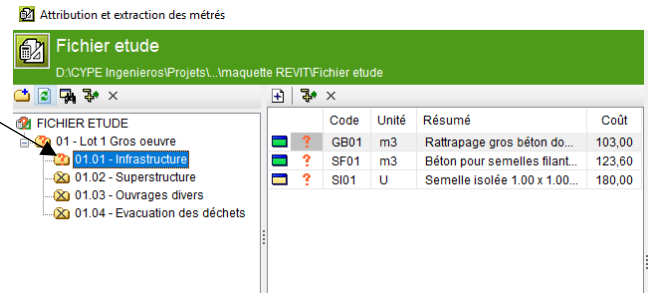 Attribution et extraction des métrés
Fichier etude
D:\CYPE Ingenieros\Projets\...\maquette REVIT\Fichier etude
FICHIER ETUDE
01 - Lot 1 Gros oeuvre
01.01 - Infrastructure
01.02 - Superstructure
01.03 - Ouvrages divers
01.04 - Evacuation des déchets
Code Unité Résumé Coût
? GB01 m3 Rattrapage gros béton do... 103,00
? SF01 m3 Béton pour semelles filant... 123,60
? SI01 U Semelle isolée 1.00 x 1.00... 180,00